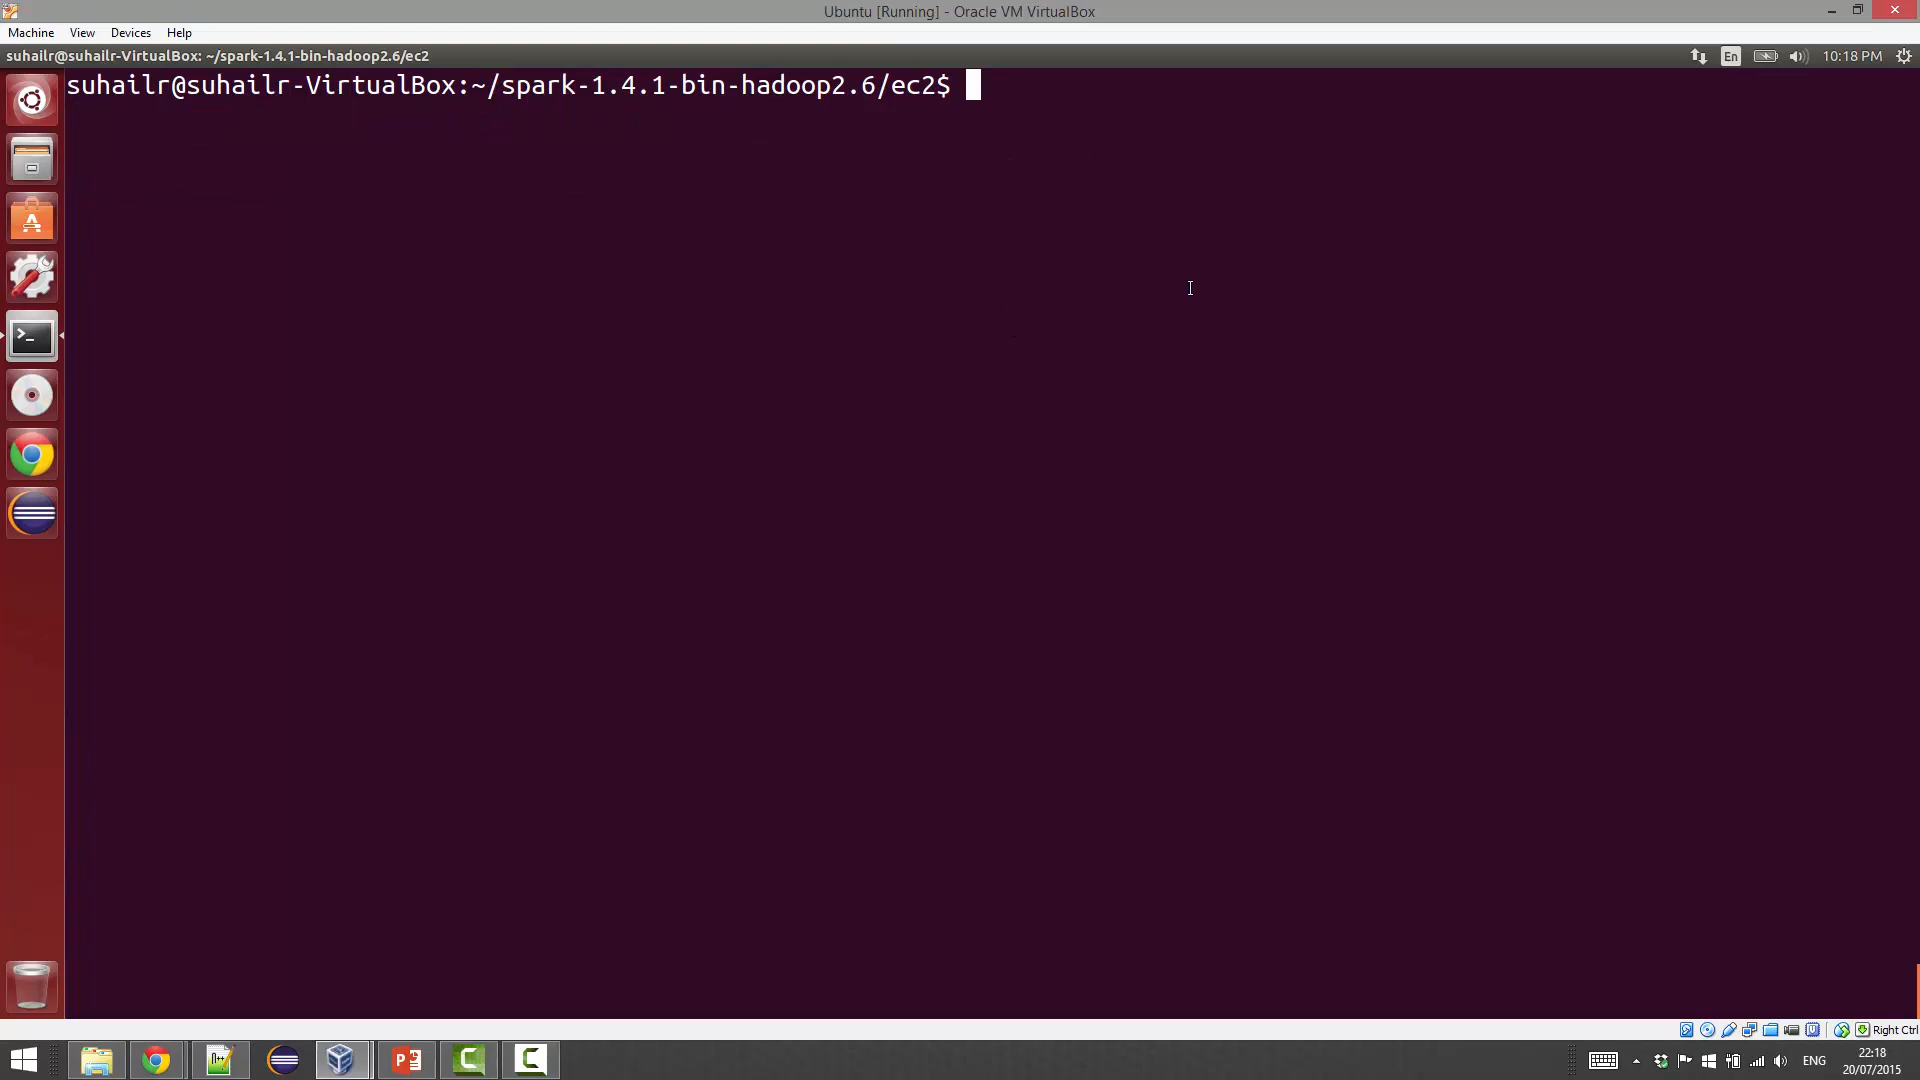 Ubuntu [Running] - Oracle VM VirtualBox
Machine View Devices Help
suhailr@suhailr-VirtualBox: ~/spark-1.4.1-bin-hadoop2.6/ec2
En
10:18 PM
suhailr@suhailr-VirtualBox:~/spark-1.4.1-bin-hadoop2.6/ec2$
Right Ctrl
ENG
22:18
20/07/2015